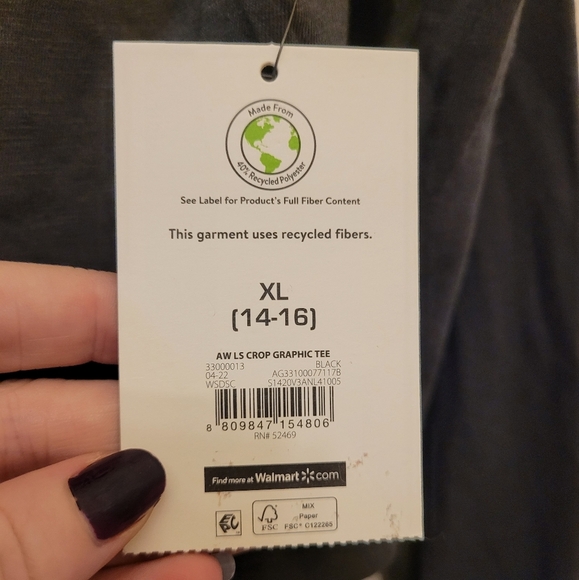 Made From
40% Recycled Polyester
See Label for Product's Full Fiber Content
This garment uses recycled fibers.
XL
(14-16)
AW LS CROP GRAPHIC TEE
33000013 BLACK
04-22 AG33100077117B
WSDSC S1420V3ANL41005
8 809847 154806
RN# 52469
Find more at Walmart.com
EPC
FSC
MIX
Paper
FSC® C122265